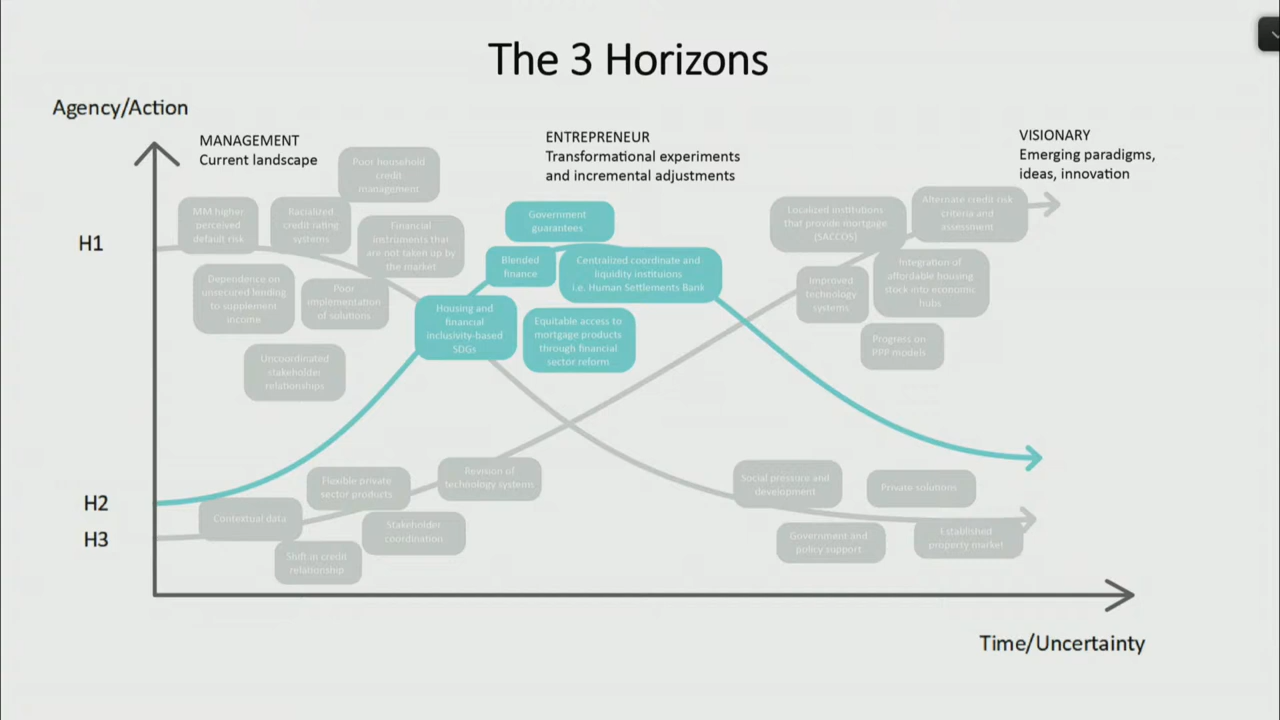 The 3 Horizons
Agency/Action
MANAGEMENT
Current landscape
ENTREPRENEUR
Transformational experiments
and incremental adjustments
VISIONARY
Emerging paradigms,
ideas, innovation
Poor household
credit
management
MM higher
perceived
default risk
Racialized
credit rating
systems
Financial
instruments that
are not taken up by
the market
Dependence on
unsecured lending
to supplement
income
Poor
implementation
of solutions
Uncoordinated
stakeholder
relationships
Government
guarantees
Blended
finance
Centralized coordinate and
liquidity instituions
i.e. Human Settlements Bank
Housing and
financial
inclusivity-based
SDGs
Equitable access to
mortgage products
through financial
sector reform
Localized institutions
that provide mortgage
(SACCOS)
Alternate credit risk
criteria and
assessment
Improved
technology
systems
Integration of
affordable housing
stock into economic
hubs
Progress on
PPP models
H1
H2
H3
Contextual data
Flexible private
sector products
Revision of
technology systems
Stakeholder
coordination
Shift in credit
relationship
Social pressure and
development
Private solutions
Government and
policy support
Established
property market
Time/Uncertainty